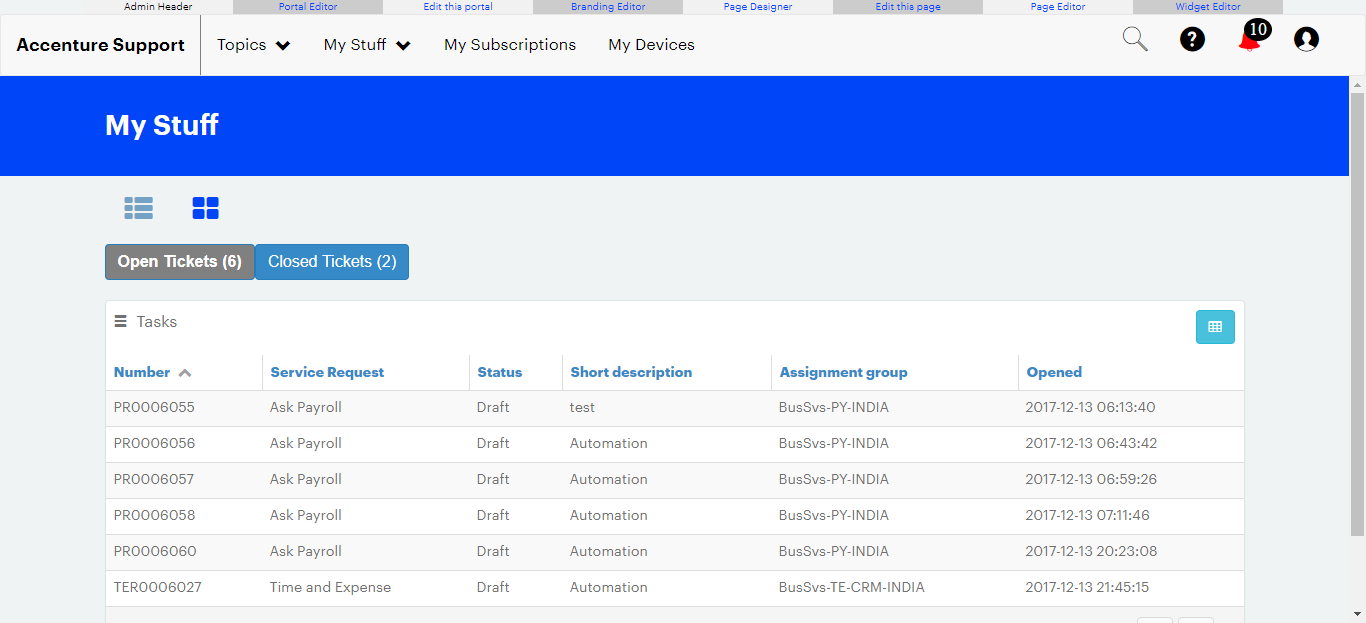 Admin Header Portal Editor Edit this portal Branding Editor Page Designer Edit this page Page Editor Widget Editor
Accenture Support Topics My Stuff My Subscriptions My Devices ? 10
My Stuff
Open Tickets (6) Closed Tickets (2)
Tasks
Number Service Request Status Short description Assignment group Opened
PR0006055 Ask Payroll Draft test BusSvs-PY-INDIA 2017-12-13 06:13:40
PR0006056 Ask Payroll Draft Automation BusSvs-PY-INDIA 2017-12-13 06:43:42
PR0006057 Ask Payroll Draft Automation BusSvs-PY-INDIA 2017-12-13 06:59:26
PR0006058 Ask Payroll Draft Automation BusSvs-PY-INDIA 2017-12-13 07:11:46
PR0006060 Ask Payroll Draft Automation BusSvs-PY-INDIA 2017-12-13 20:23:08
TER0006027 Time and Expense Draft Automation BusSvs-TE-CRM-INDIA 2017-12-13 21:45:15